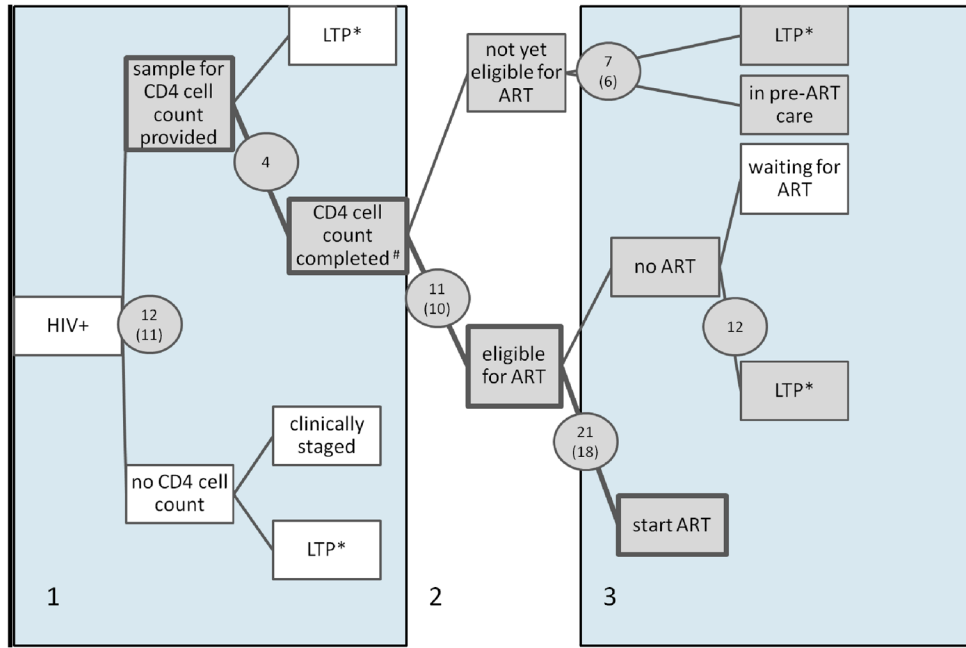 LTP*
sample for
CD4 cell
count
provided
4
CD4 cell
count
completed #
HIV+
12
(11)
clinically
staged
no CD4 cell
count
LTP*
1
not yet
eligible for
ART
11
(10)
eligible
for ART
2
7
(6)
LTP*
in pre-ART
care
waiting for
ART
no ART
12
LTP*
21
(18)
start ART
3